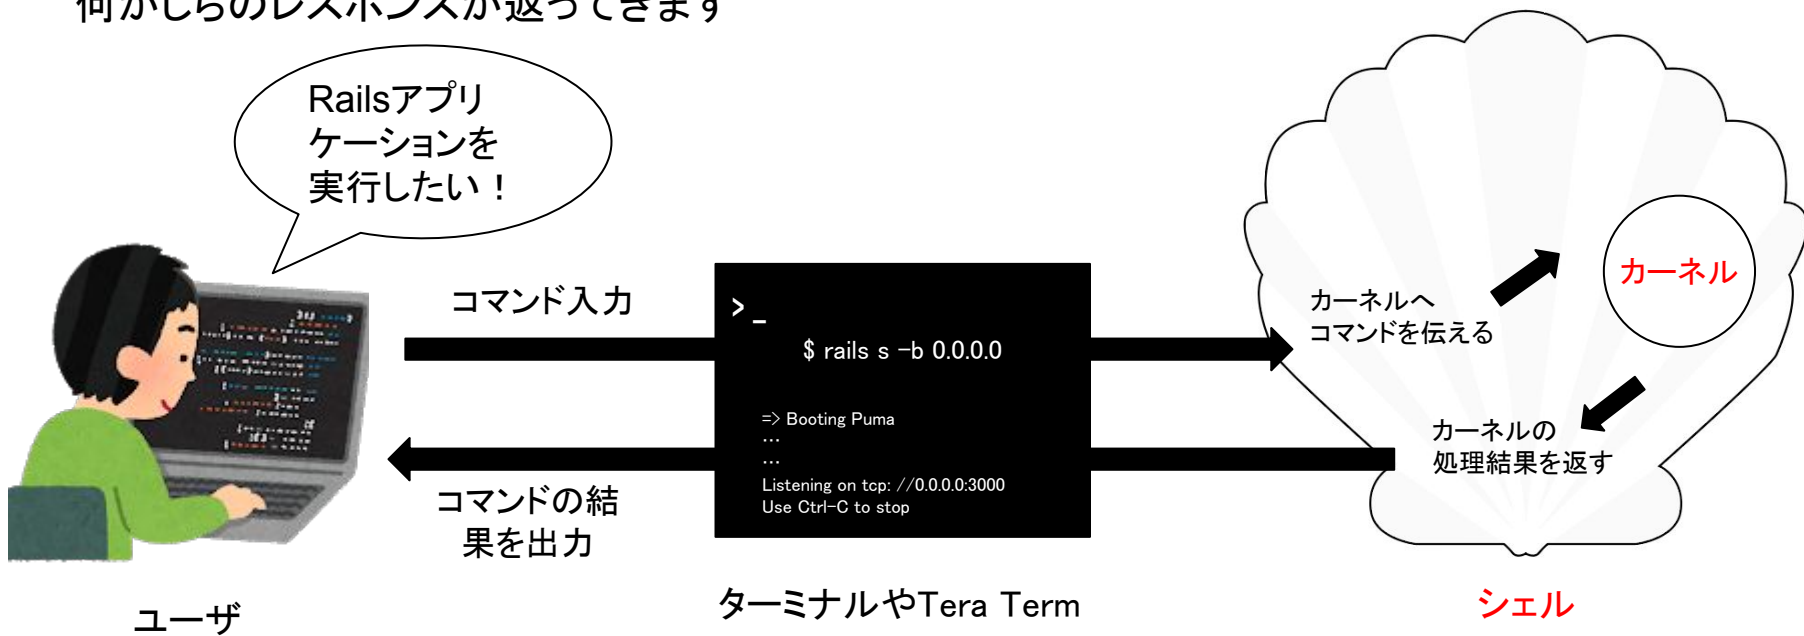 何かしらのレスポンスが返ってきます
Railsアプリ
ケーションを
実行したい！
コマンド入力
>_
$ rails s -b 0.0.0.0
=> Booting Puma
...
...
Listening on tcp: //0.0.0.0:3000
Use Ctrl-C to stop
カーネルへ
コマンドを伝える
カーネル
カーネルの
処理結果を返す
コマンドの結
果を出力
ユーザ
ターミナルやTera Term
シェル